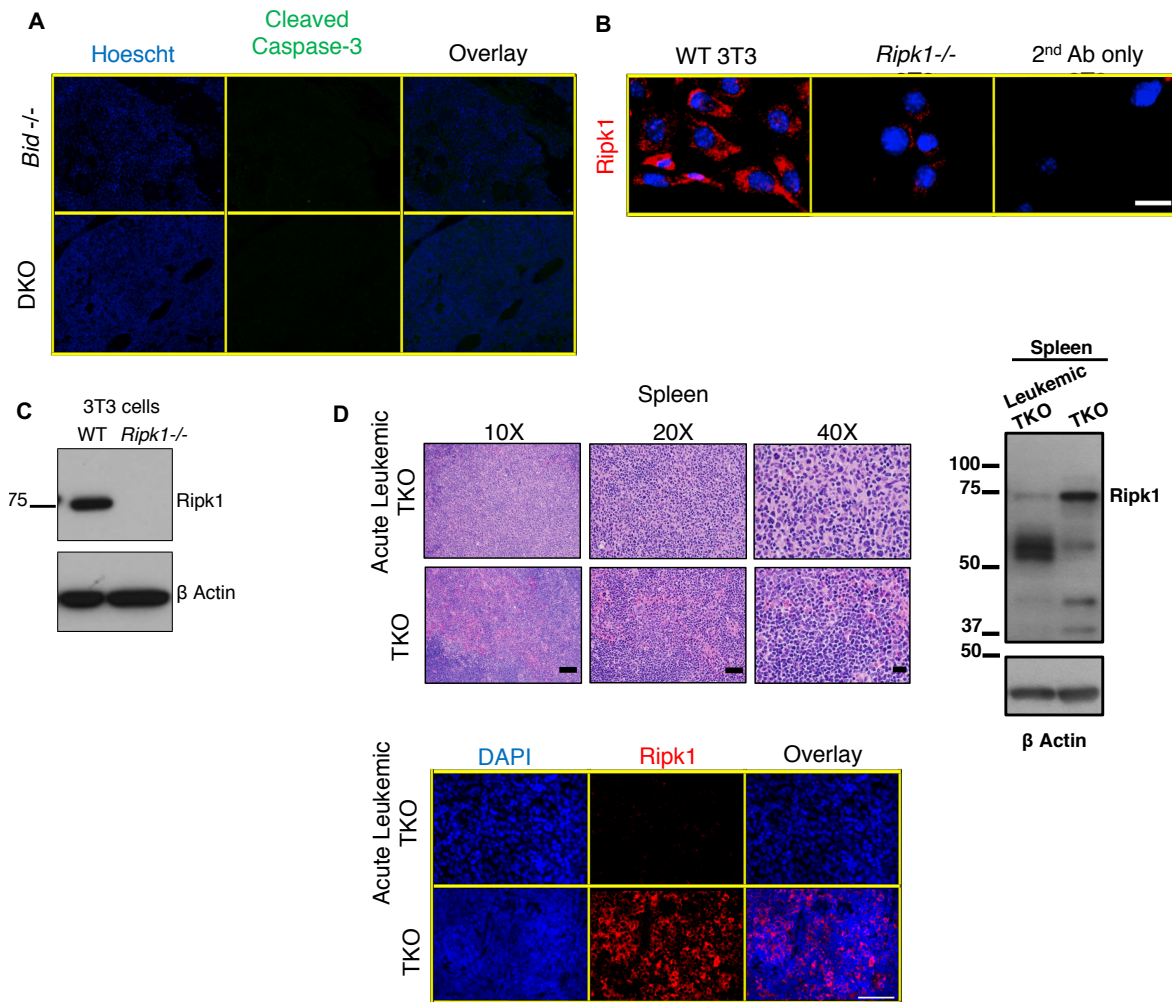 A
Hoescht
Cleaved
Caspase-3
Overlay
Bid -/-
DKO
B
WT 3T3
Ripk1-/-
2nd Ab only
Ripk1
C
3T3 cells
WT Ripk1-/-
75
Ripk1
β Actin
D
Spleen
10X 20X 40X
Acute Leukemic
TKO
TKO
Spleen
Leukemic
TKO
TKO
100
75
Ripk1
50
37
50
β Actin
DAPI Ripk1 Overlay
Acute Leukemic
TKO
TKO